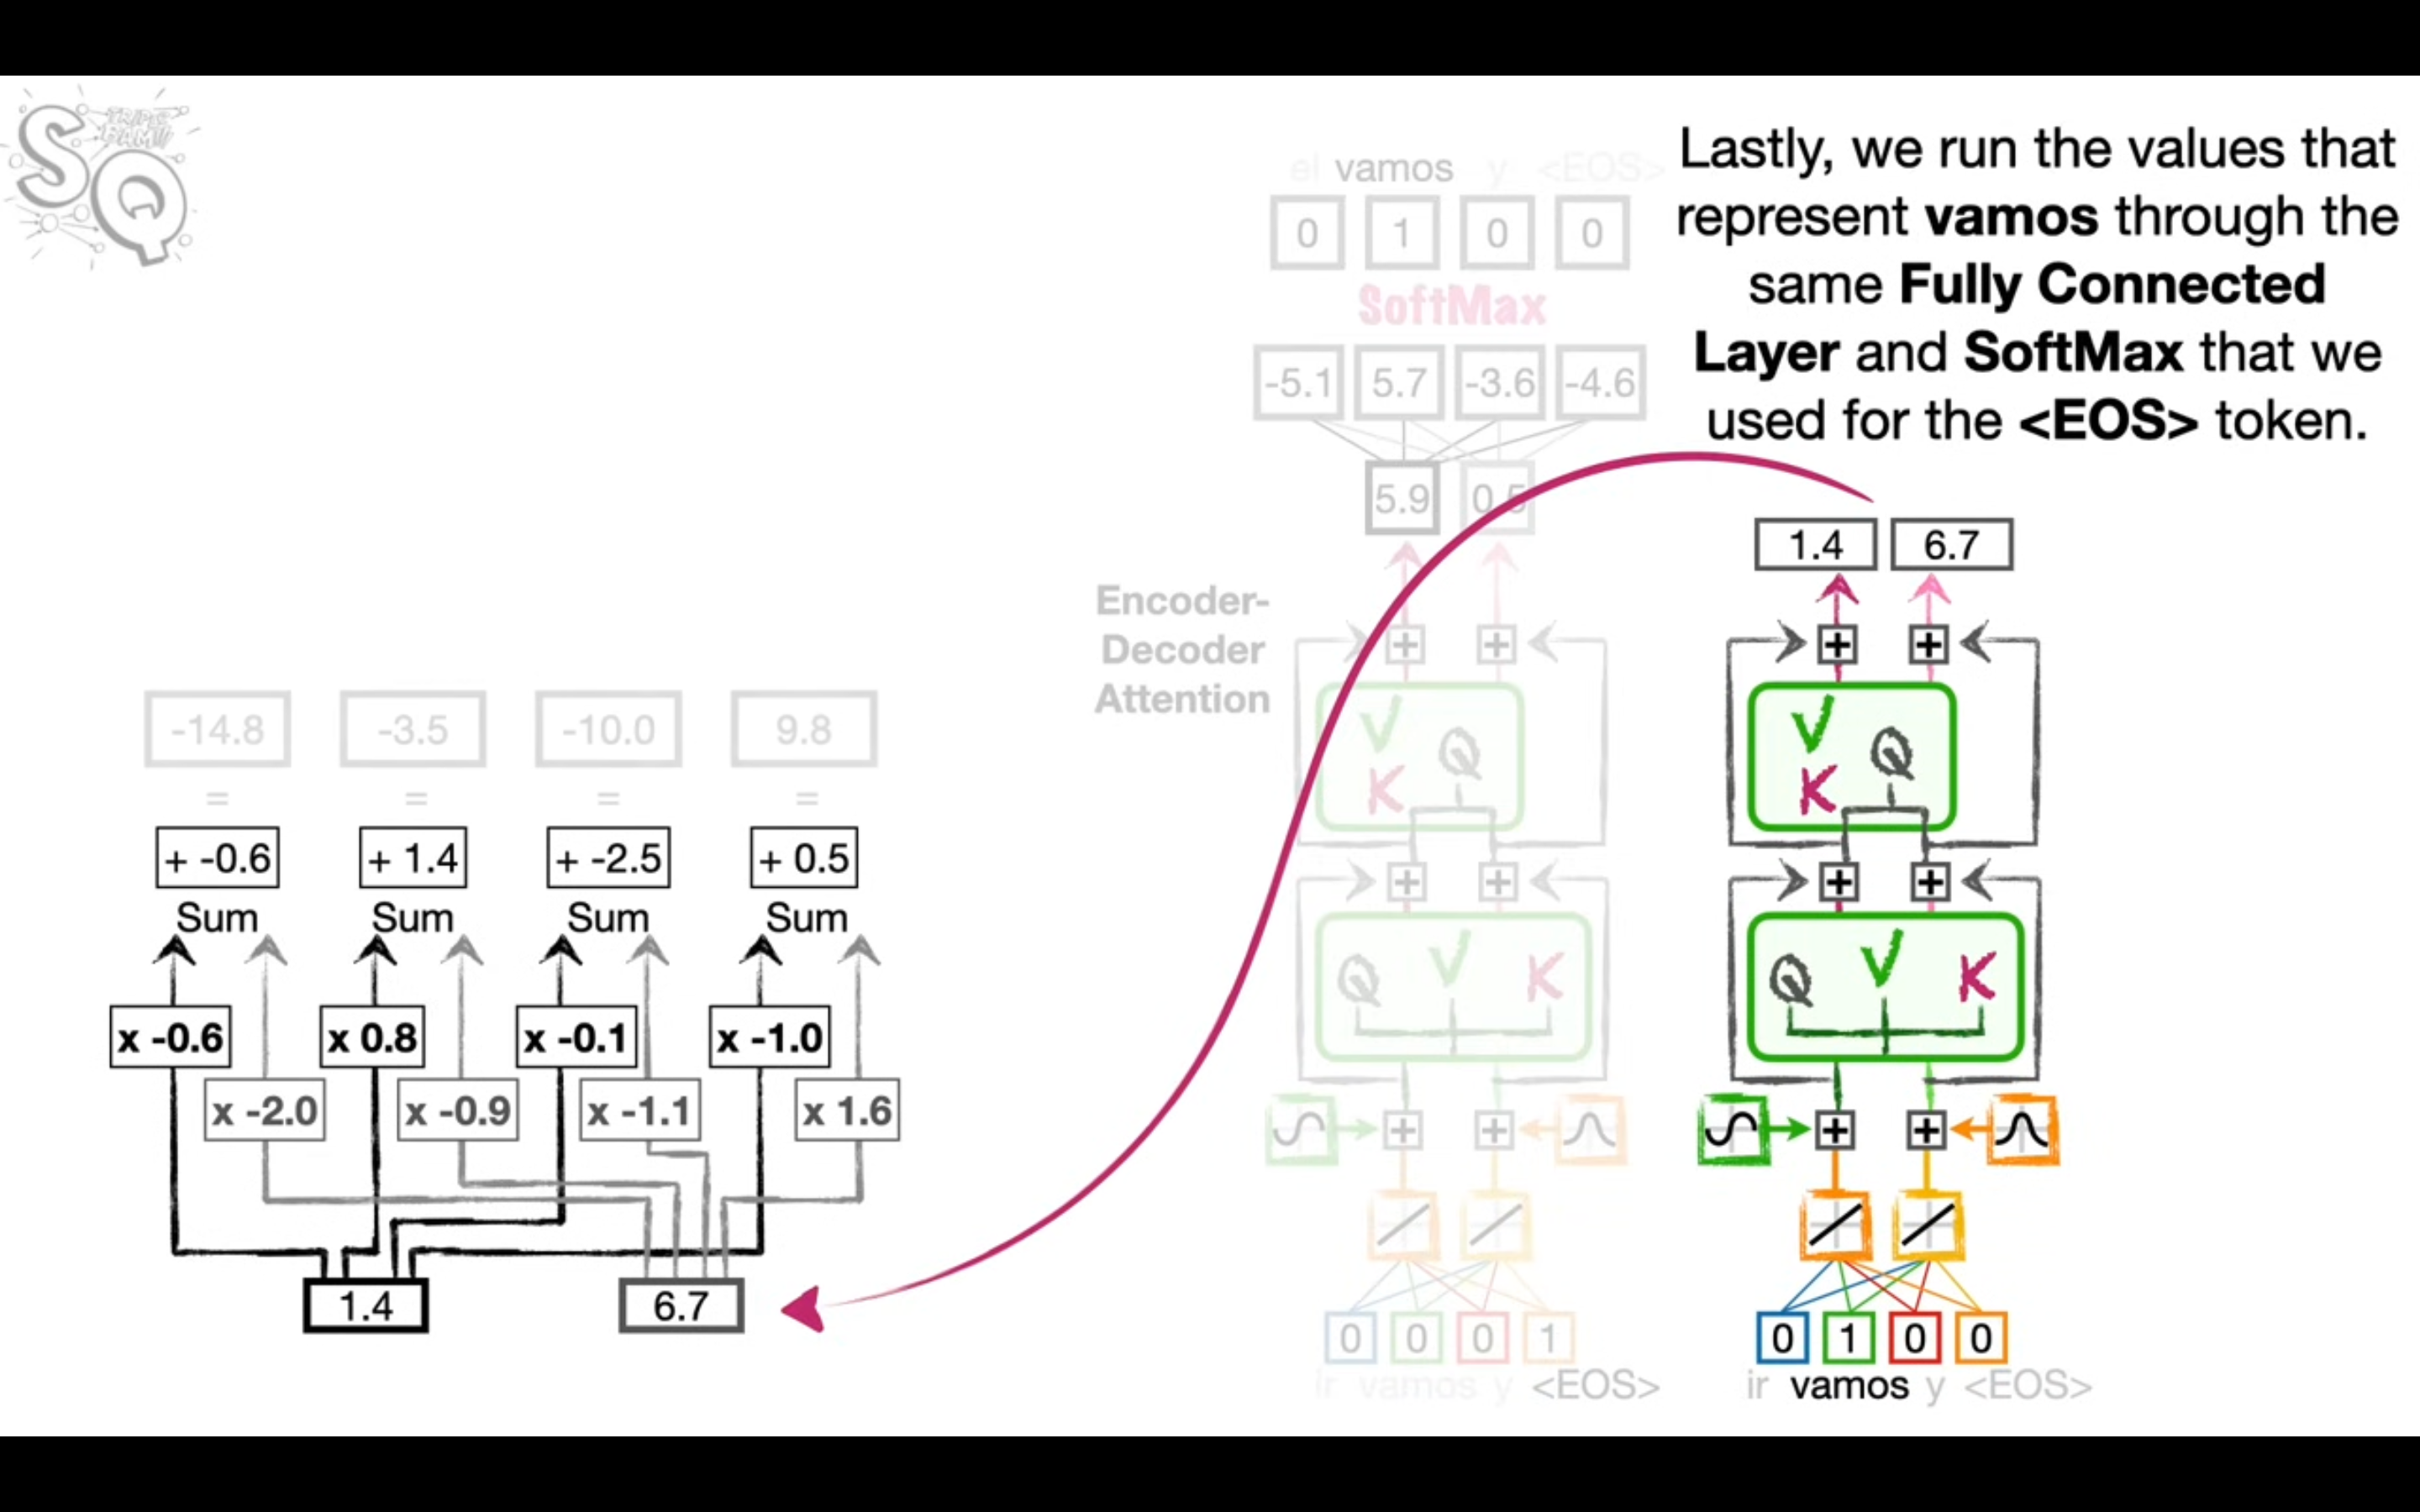 SQ
TRIPLE
BAM!!!
Lastly, we run the values that
represent vamos through the
same Fully Connected
Layer and SoftMax that we
used for the <EOS> token.
el vamos y <EOS>
0 1 0 0
SoftMax
-5.1 5.7 -3.6 -4.6
5.9 0.5
1.4 6.7
Encoder-
Decoder
Attention
+ +
+ +
V Q
K
V Q
K
+ +
+ +
Q V K
Q V K
+ +
+ +
0 0 0 1
0 1 0 0
ir vamos y <EOS>
ir vamos y <EOS>
-14.8 -3.5 -10.0 9.8
= = = =
+ -0.6 + 1.4 + -2.5 + 0.5
Sum Sum Sum Sum
x -0.6 x 0.8 x -0.1 x -1.0
x -2.0 x -0.9 x -1.1 x 1.6
1.4 6.7